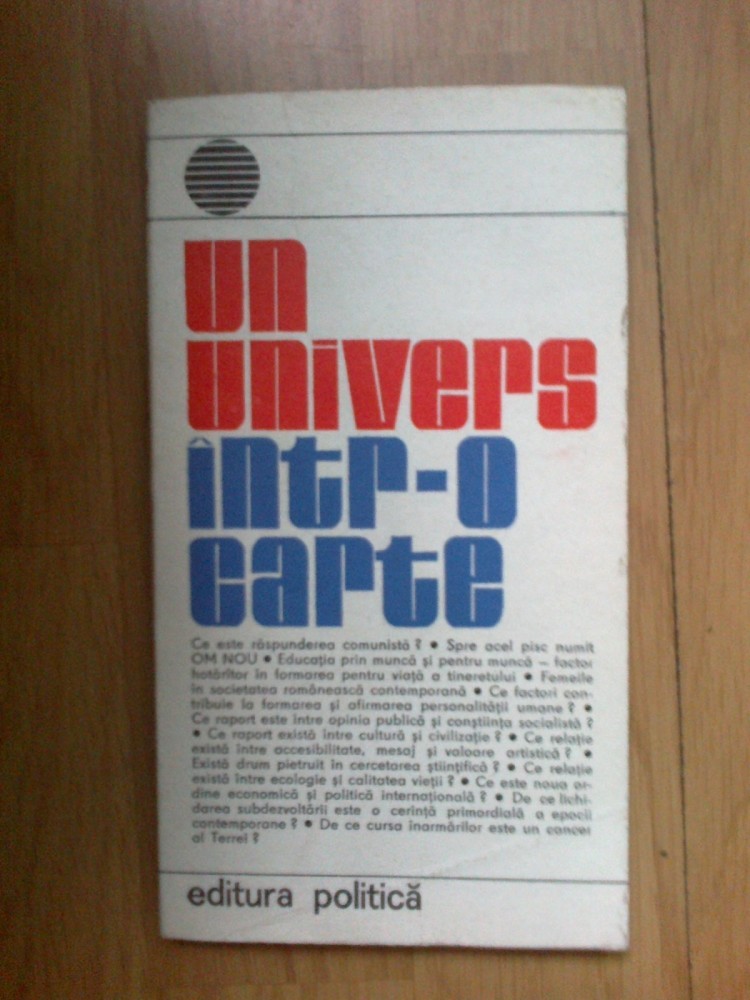 un
univers
într-o
carte
Ce este răspunderea comunistă ? • Spre acel pisc numit
OM NOU • Educația prin muncă și pentru muncă – factor
hotărîtor în formarea pentru viață a tineretului • Femeile
în societatea românească contemporană • Ce factori con-
tribuie la formarea și afirmarea personalității umane ? •
Ce raport este între opinia publică și conștiința socialistă ?
• Ce raport există între cultură și civilizație ? • Ce relație
există între accesibilitate, mesaj și valoare artistică ? •
Există drum pietruit în cercetarea științifică ? • Ce relație
există între ecologie și calitatea vieții ? • Ce este noua or-
dine economică și politică internațională ? • De ce lichi-
darea subdezvoltării este o cerință primordială a epocii
contemporane ? • De ce cursa înarmărilor este un cancer
al Terrei ?
editura politică